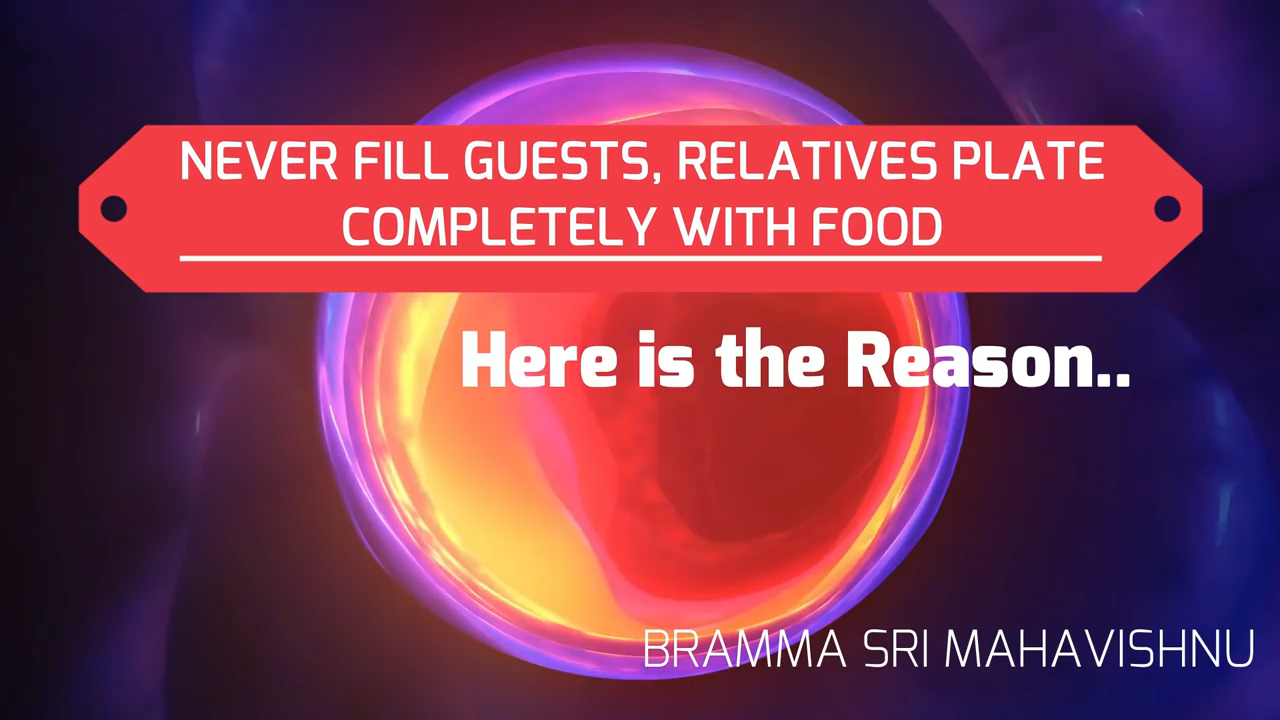 NEVER FILL GUESTS, RELATIVES PLATE
COMPLETELY WITH FOOD
Here is the Reason..
BRAMMA SRI MAHAVISHNU